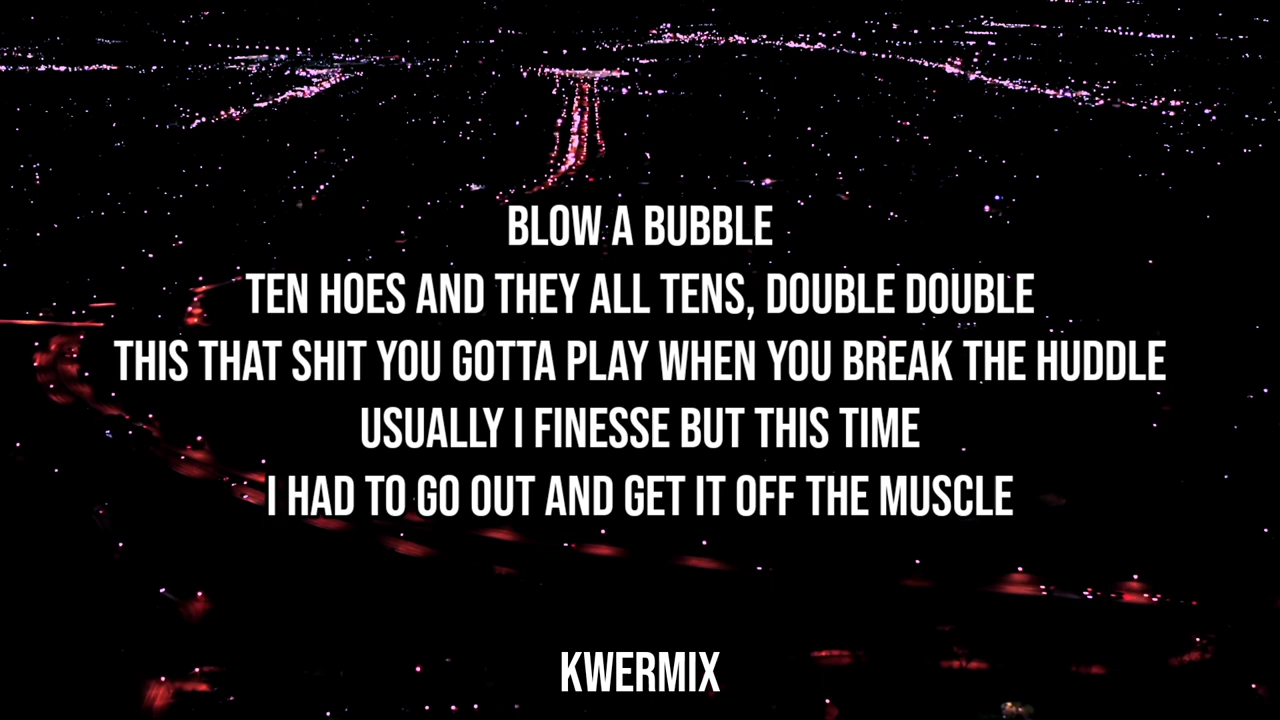 BLOW A BUBBLE
TEN HOES AND THEY ALL TENS, DOUBLE DOUBLE
THIS THAT SHIT YOU GOTTA PLAY WHEN YOU BREAK THE HUDDLE
USUALLY I FINESSE BUT THIS TIME
I HAD TO GO OUT AND GET IT OFF THE MUSCLE
KWERMIX